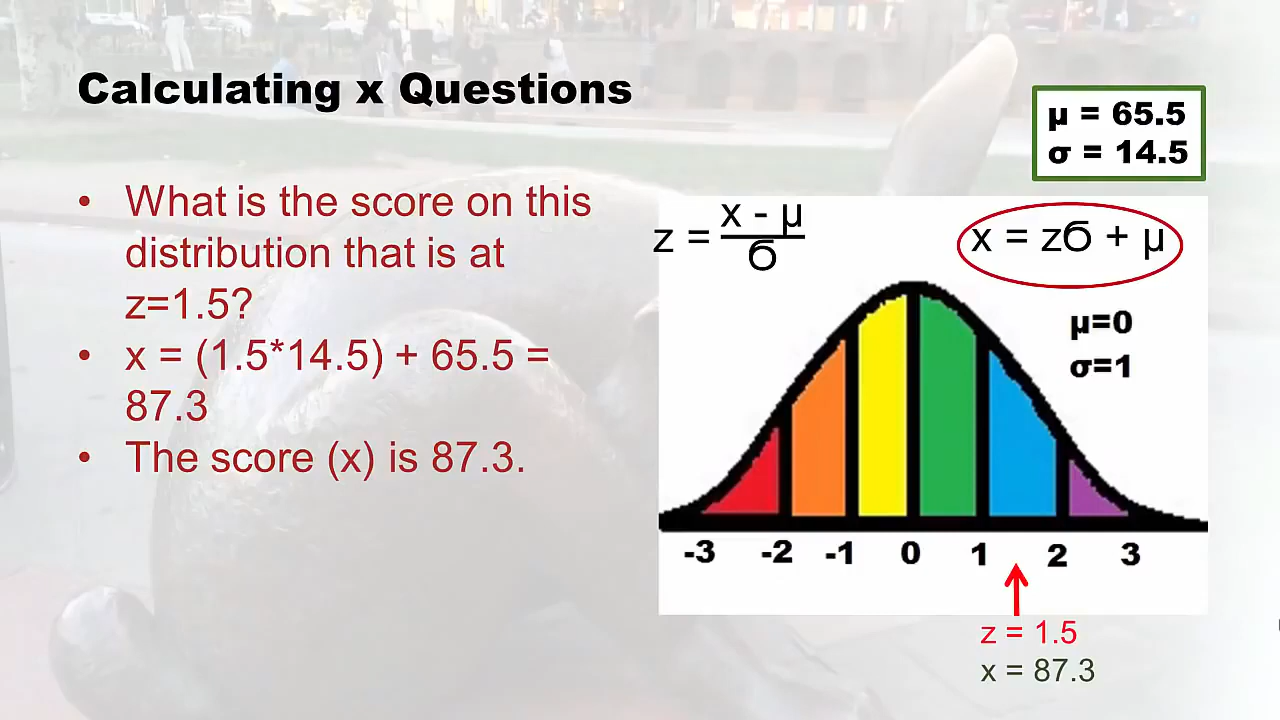 Calculating x Questions
μ = 65.5
σ = 14.5
• What is the score on this
distribution that is at
z=1.5?
• x = (1.5*14.5) + 65.5 =
87.3
• The score (x) is 87.3.
z = x - μ
σ
x = zσ + μ
μ=0
σ=1
-3 -2 -1 0 1 2 3
z = 1.5
x = 87.3